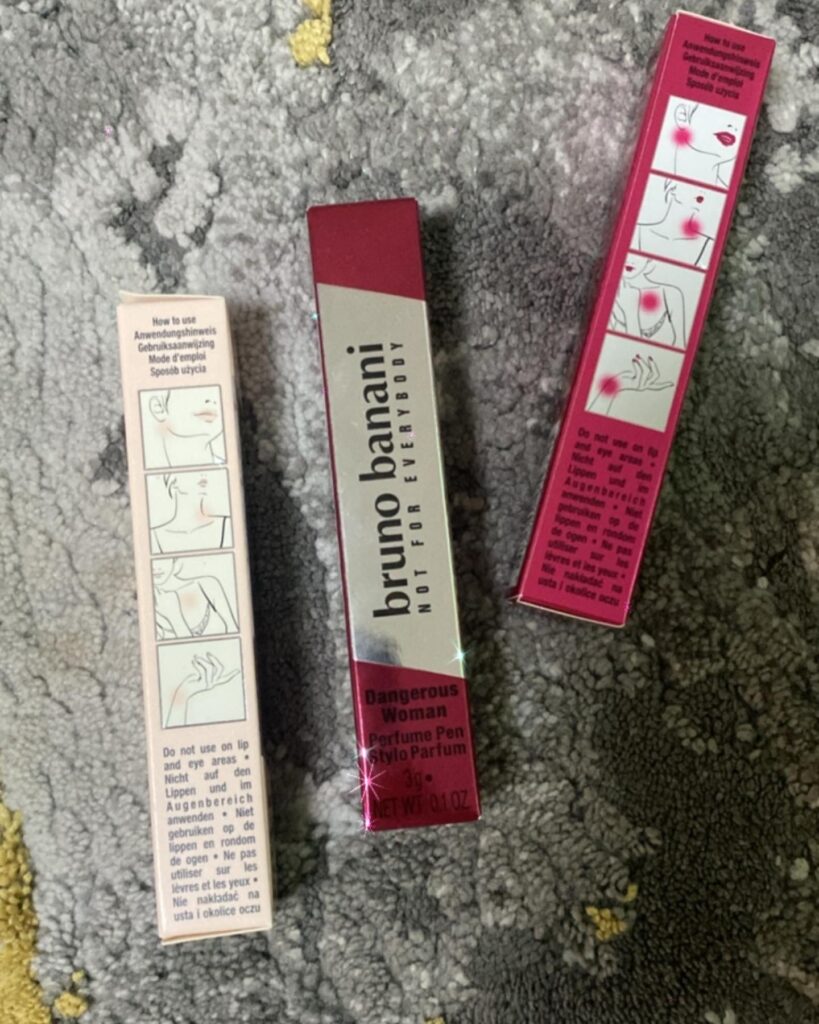 How to use
Anwendungshinweis
Gebruiksaanwijzing
Mode d'emploi
Sposób użycia
Do not use on lip
and eye areas •
Nicht auf den
Lippen und im
Augenbereich
anwenden • Niet
gebruiken op de
lippen en rondom
de ogen • Ne pas
utiliser sur les
lèvres et les yeux •
Nie nakładać na
usta i okolice oczu
bruno banani
NOT FOR EVERYBODY
Dangerous
Woman
Perfume Pen
Stylo Parfum
3g •
NET WT. 0.1 OZ
How to use
Anwendungshinweis
Gebruiksaanwijzing
Mode d'emploi
Sposób użycia
Do not use on lip
and eye areas •
Nicht auf den
Lippen und im
Augenbereich
anwenden • Niet
gebruiken op de
lippen en rondom
de ogen • Ne pas
utiliser sur les
lèvres et les yeux •
Nie nakładać na
usta i okolice oczu